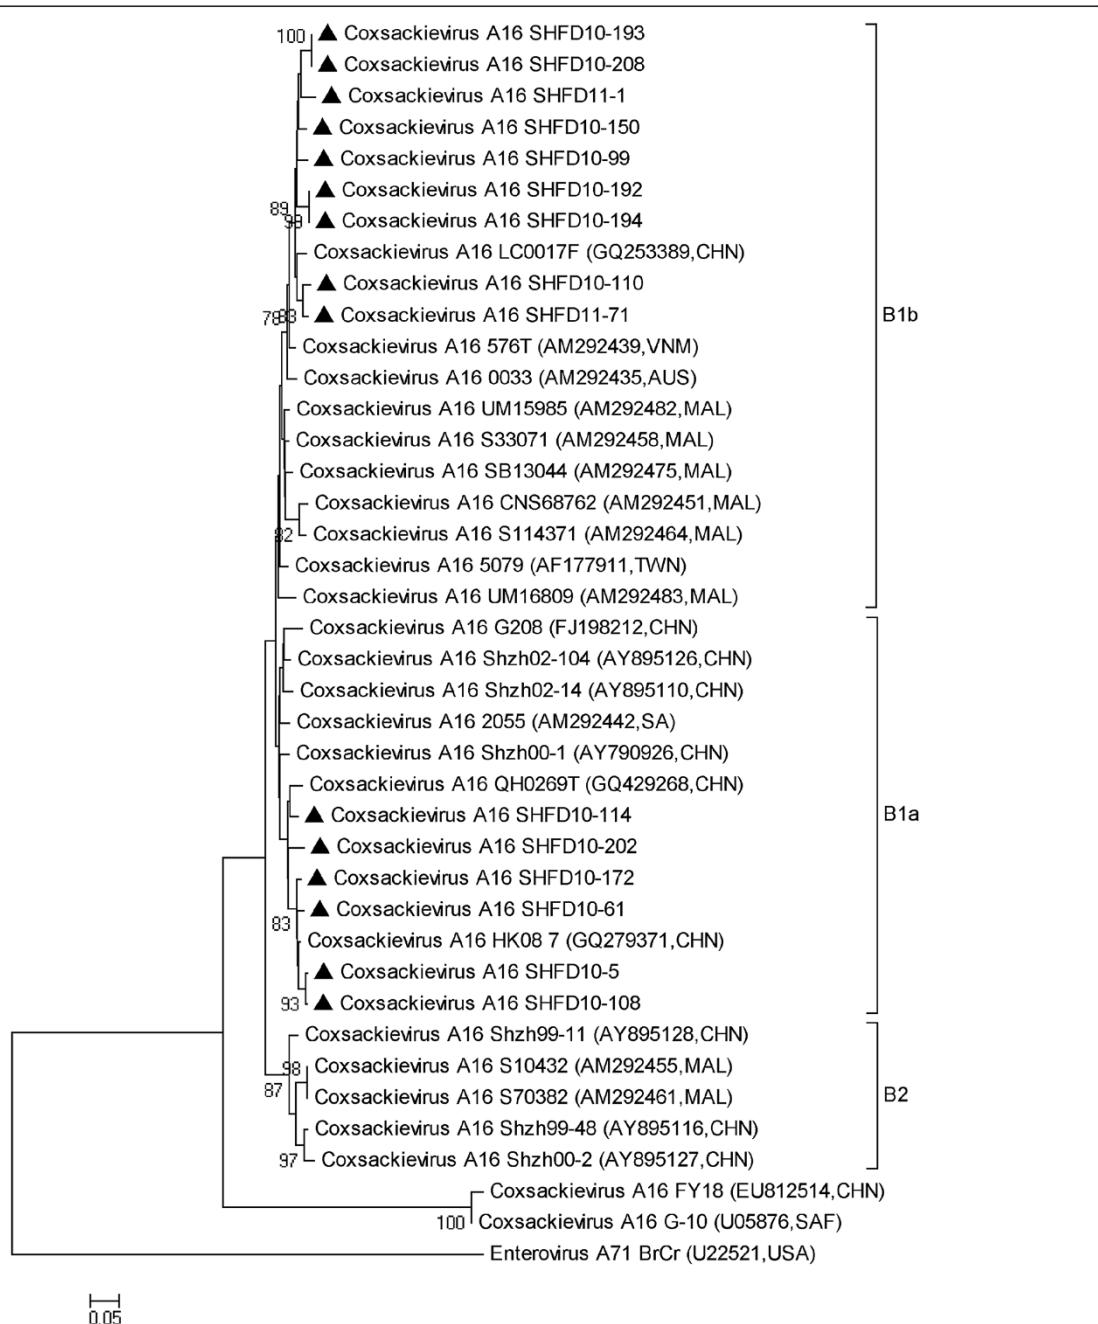 100
▲ Coxsackievirus A16 SHFD10-193
▲ Coxsackievirus A16 SHFD10-208
▲ Coxsackievirus A16 SHFD11-1
▲ Coxsackievirus A16 SHFD10-150
▲ Coxsackievirus A16 SHFD10-99
▲ Coxsackievirus A16 SHFD10-192
89
▲ Coxsackievirus A16 SHFD10-194
Coxsackievirus A16 LC0017F (GQ253389,CHN)
▲ Coxsackievirus A16 SHFD10-110
78
▲ Coxsackievirus A16 SHFD11-71
B1b
Coxsackievirus A16 576T (AM292439,VNM)
Coxsackievirus A16 0033 (AM292435,AUS)
Coxsackievirus A16 UM15985 (AM292482,MAL)
Coxsackievirus A16 S33071 (AM292458,MAL)
Coxsackievirus A16 SB13044 (AM292475,MAL)
Coxsackievirus A16 CNS68762 (AM292451,MAL)
Coxsackievirus A16 S114371 (AM292464,MAL)
Coxsackievirus A16 5079 (AF177911,TWN)
Coxsackievirus A16 UM16809 (AM292483,MAL)
Coxsackievirus A16 G208 (FJ198212,CHN)
Coxsackievirus A16 Shzh02-104 (AY895126,CHN)
Coxsackievirus A16 Shzh02-14 (AY895110,CHN)
Coxsackievirus A16 2055 (AM292442,SA)
Coxsackievirus A16 Shzh00-1 (AY790926,CHN)
Coxsackievirus A16 QH0269T (GQ429268,CHN)
▲ Coxsackievirus A16 SHFD10-114
B1a
▲ Coxsackievirus A16 SHFD10-202
▲ Coxsackievirus A16 SHFD10-172
▲ Coxsackievirus A16 SHFD10-61
83
Coxsackievirus A16 HK08 7 (GQ279371,CHN)
▲ Coxsackievirus A16 SHFD10-5
93
▲ Coxsackievirus A16 SHFD10-108
Coxsackievirus A16 Shzh99-11 (AY895128,CHN)
98
Coxsackievirus A16 S10432 (AM292455,MAL)
87
Coxsackievirus A16 S70382 (AM292461,MAL)
B2
Coxsackievirus A16 Shzh99-48 (AY895116,CHN)
97
Coxsackievirus A16 Shzh00-2 (AY895127,CHN)
Coxsackievirus A16 FY18 (EU812514,CHN)
100
Coxsackievirus A16 G-10 (U05876,SAF)
Enterovirus A71 BrCr (U22521,USA)
0.05